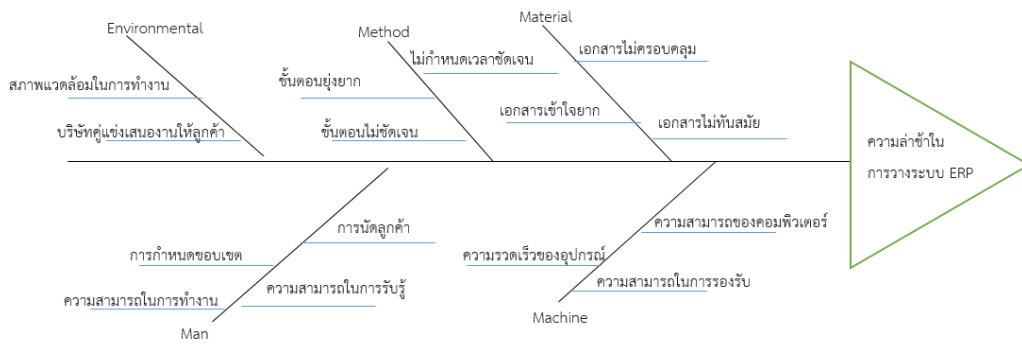 Environmental
Method
Material
สภาพแวดล้อมในการทำงาน
บริษัทคู่แข่งเสนองานให้ลูกค้า
ขั้นตอนยุ่งยาก
ไม่กำหนดเวลาชัดเจน
ขั้นตอนไม่ชัดเจน
เอกสารไม่ครอบคลุม
เอกสารเข้าใจยาก
เอกสารไม่ทันสมัย
ความล่าช้าใน
การวางระบบ ERP
การนัดลูกค้า
การกำหนดขอบเขต
ความสามารถในการรับรู้
ความสามารถในการทำงาน
Man
ความสามารถของคอมพิวเตอร์
ความรวดเร็วของอุปกรณ์
ความสามารถในการรองรับ
Machine